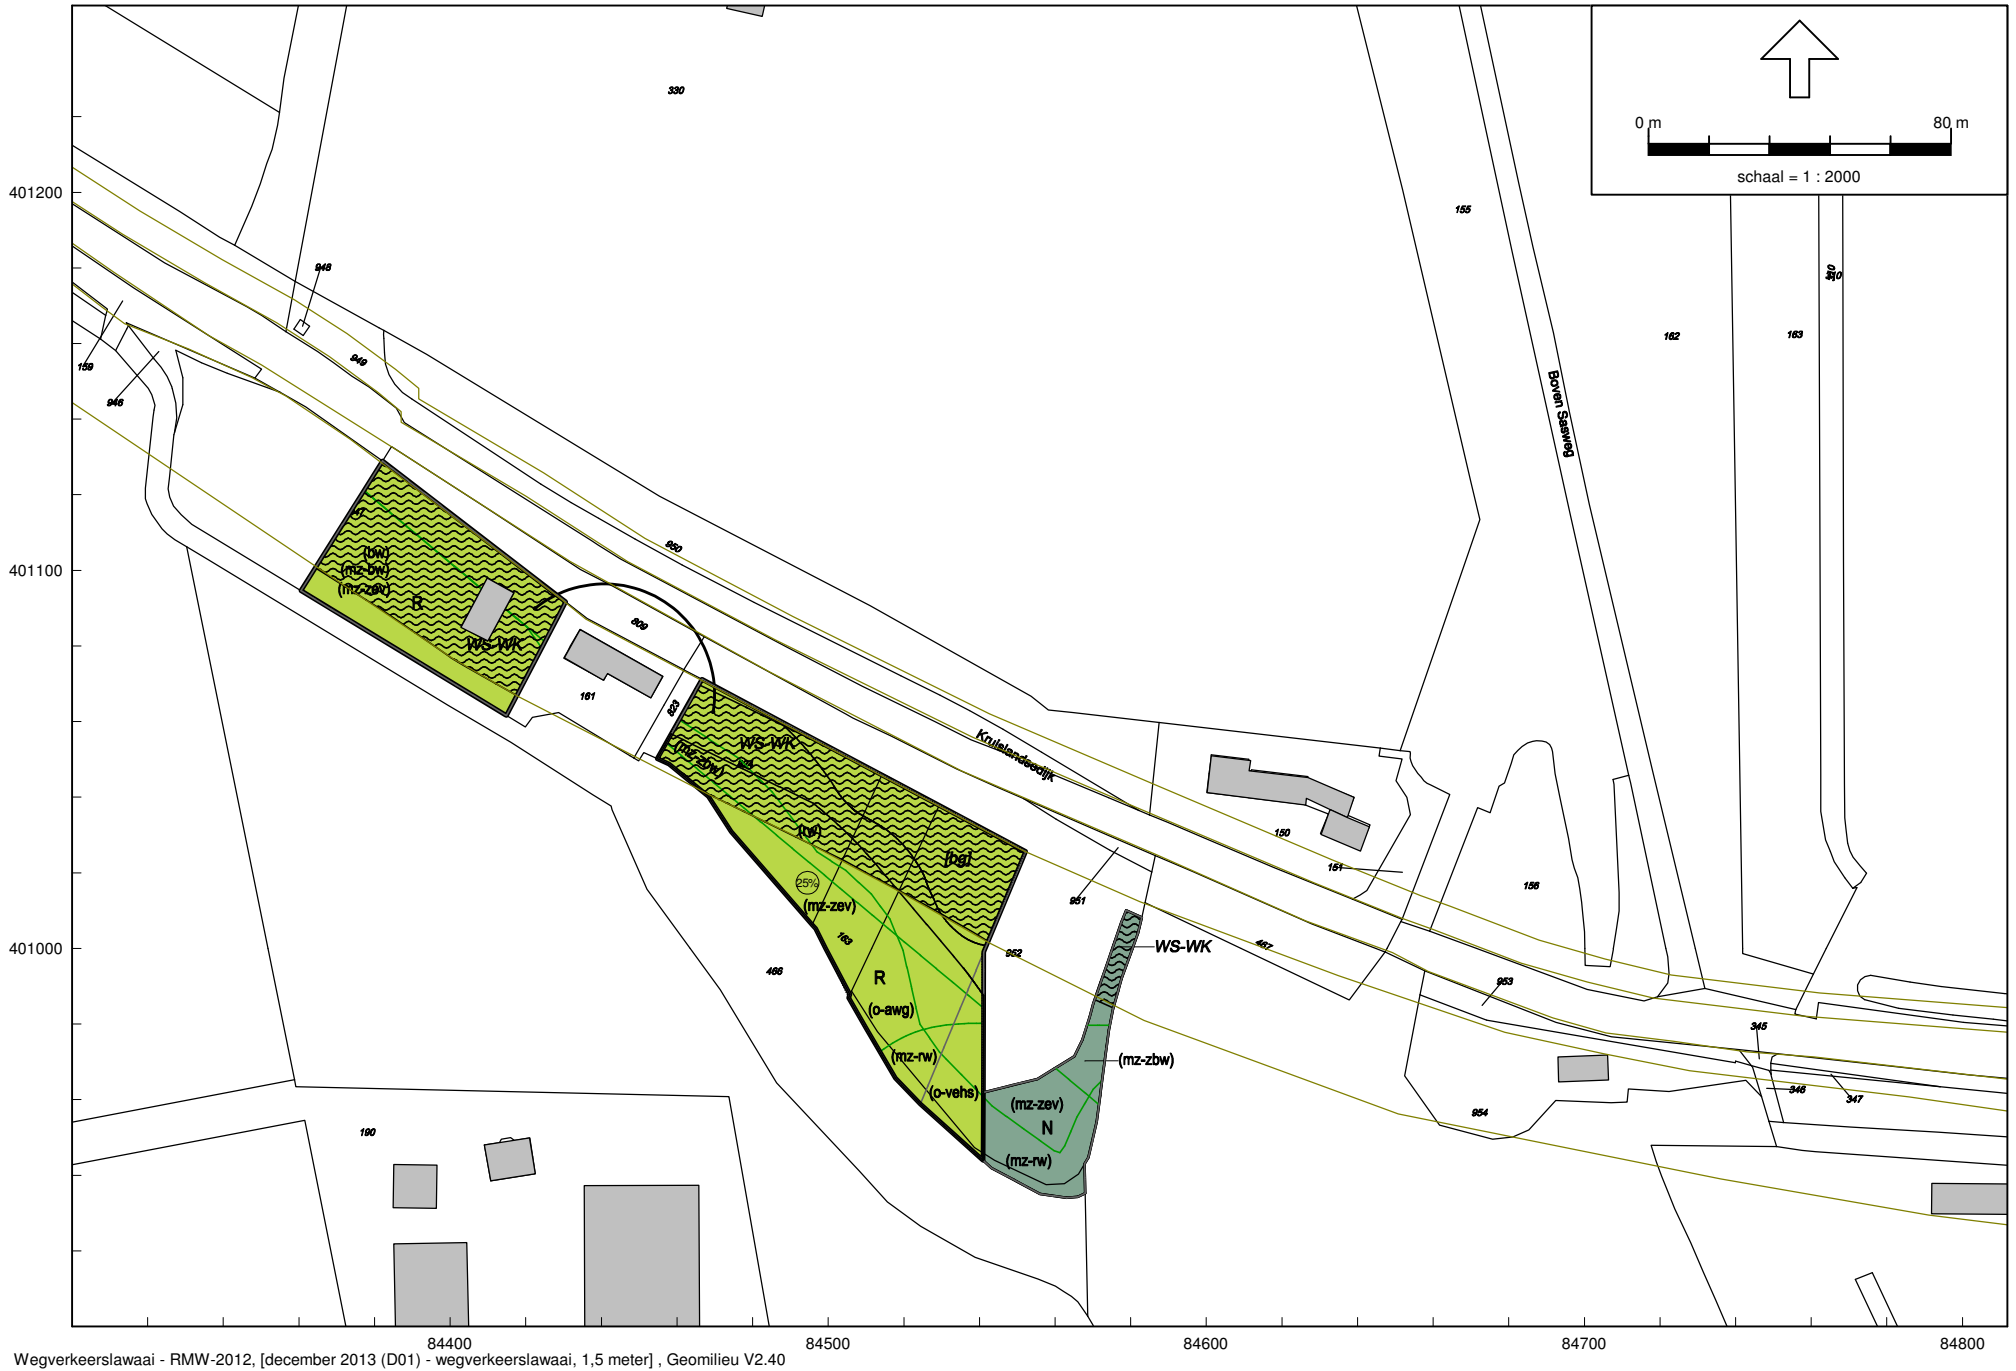 330
0 m 80 m
schaal = 1 : 2000
401200
155
948
310
949
162
163
159
946
Boven Sasweg
401100
950
(bw)
(mz-bw)
(mz-zev)
R
WS-WK
809
161
823
WS-WK
(mz-zbw)
Kruislandsedijk
(rw)
[bg]
150
151
156
25%
(mz-zev)
951
163
401000
466
952
WS-WK
467
R
953
(o-awg)
345
(mz-rw)
(mz-zbw)
346
347
(o-vehs)
(mz-zev)
954
N
190
(mz-rw)
84400
84500
84600
84700
84800
Wegverkeerslawaai - RMW-2012, [december 2013 (D01) - wegverkeerslawaai, 1,5 meter] , Geomilieu V2.40